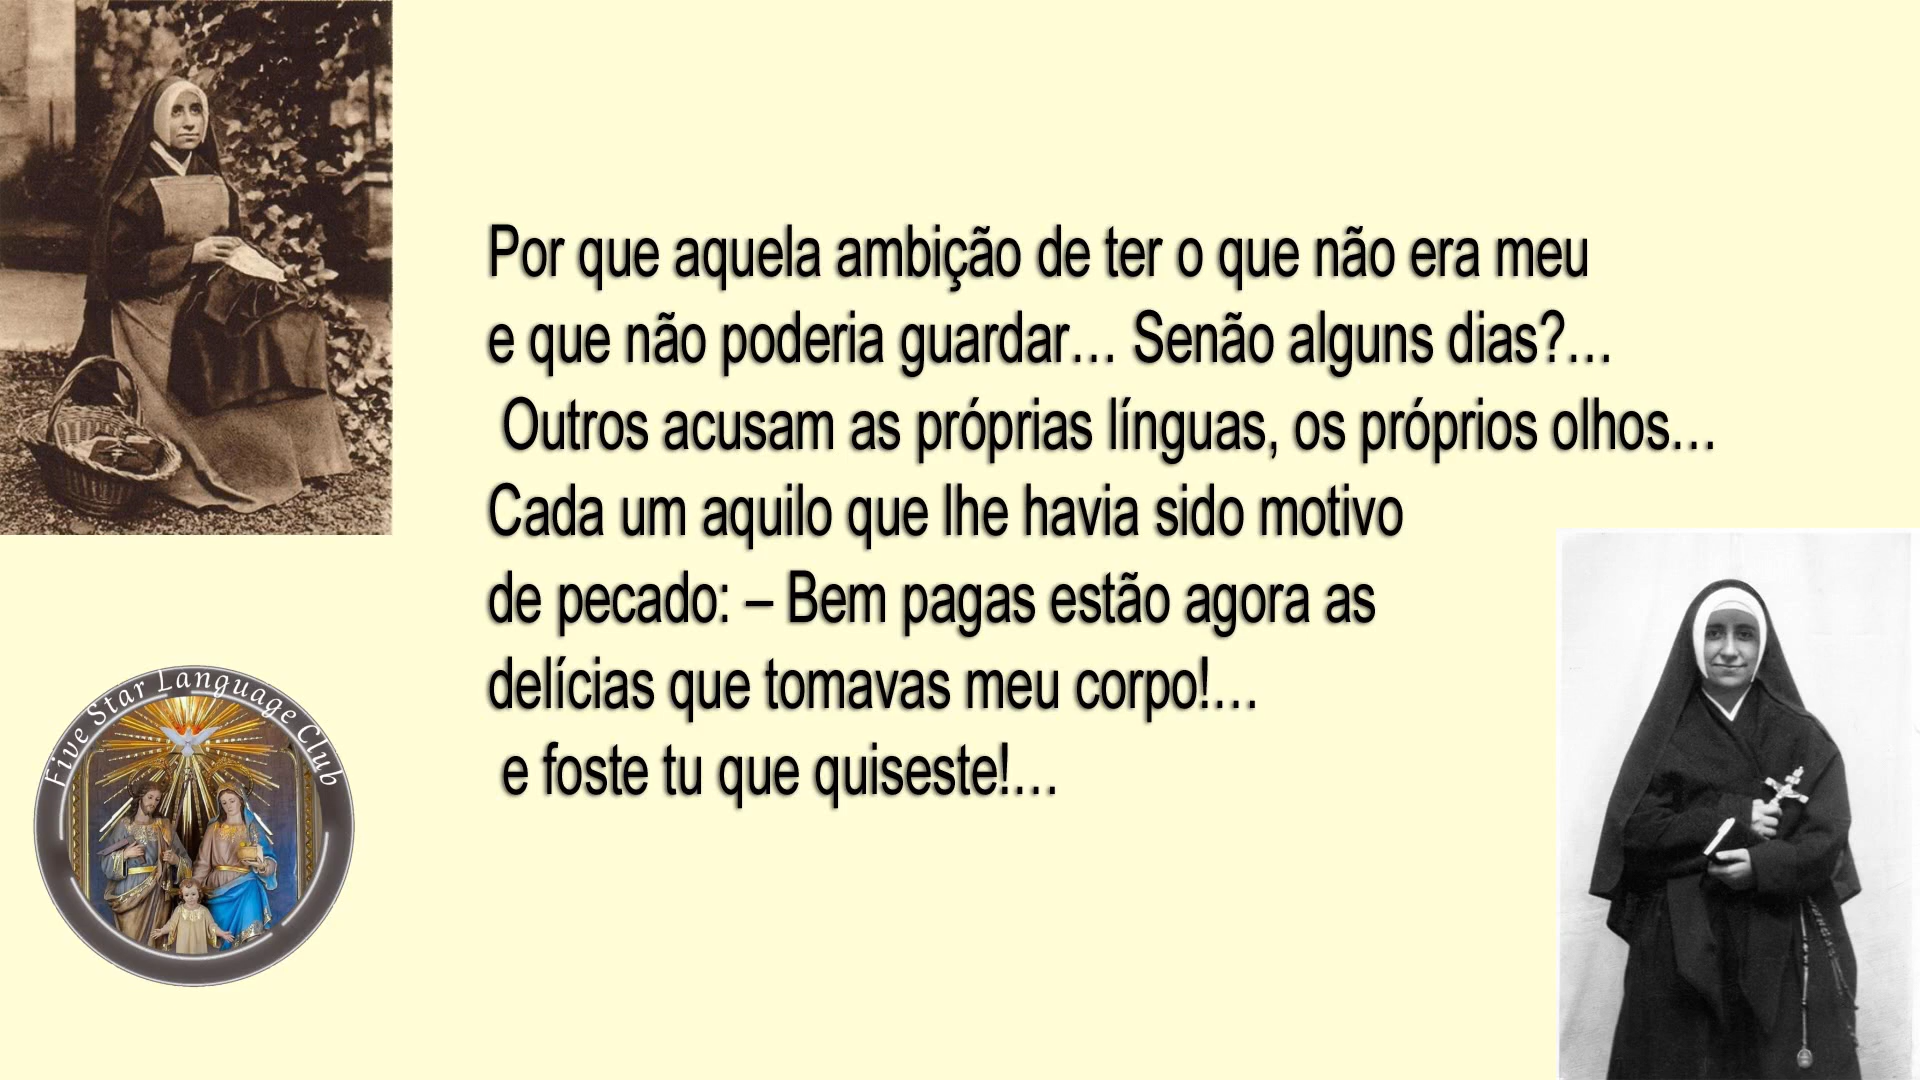 Por que aquela ambição de ter o que não era meu
e que não poderia guardar… Senão alguns dias?…
Outros acusam as próprias línguas, os próprios olhos…
Cada um aquilo que lhe havia sido motivo
de pecado: – Bem pagas estão agora as
delícias que tomavas meu corpo!…
e foste tu que quiseste!…
Five Star Language Club